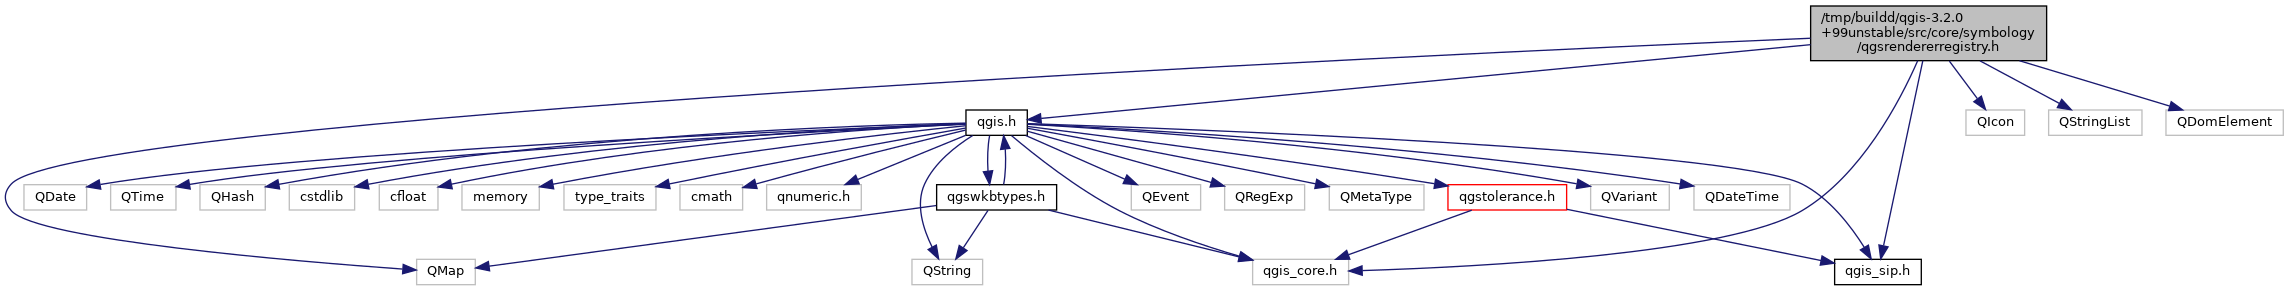 /tmp/buildd/qgis-3.2.0
+99unstable/src/core/symbology
/qgsrendererregistry.h
qgis.h
QIcon
QStringList
QDomElement
QDate
QTime
QHash
cstdlib
cfloat
memory
type_traits
cmath
qnumeric.h
qgswkbtypes.h
QEvent
QRegExp
QMetaType
qgstolerance.h
QVariant
QDateTime
QMap
QString
qgis_core.h
qgis_sip.h